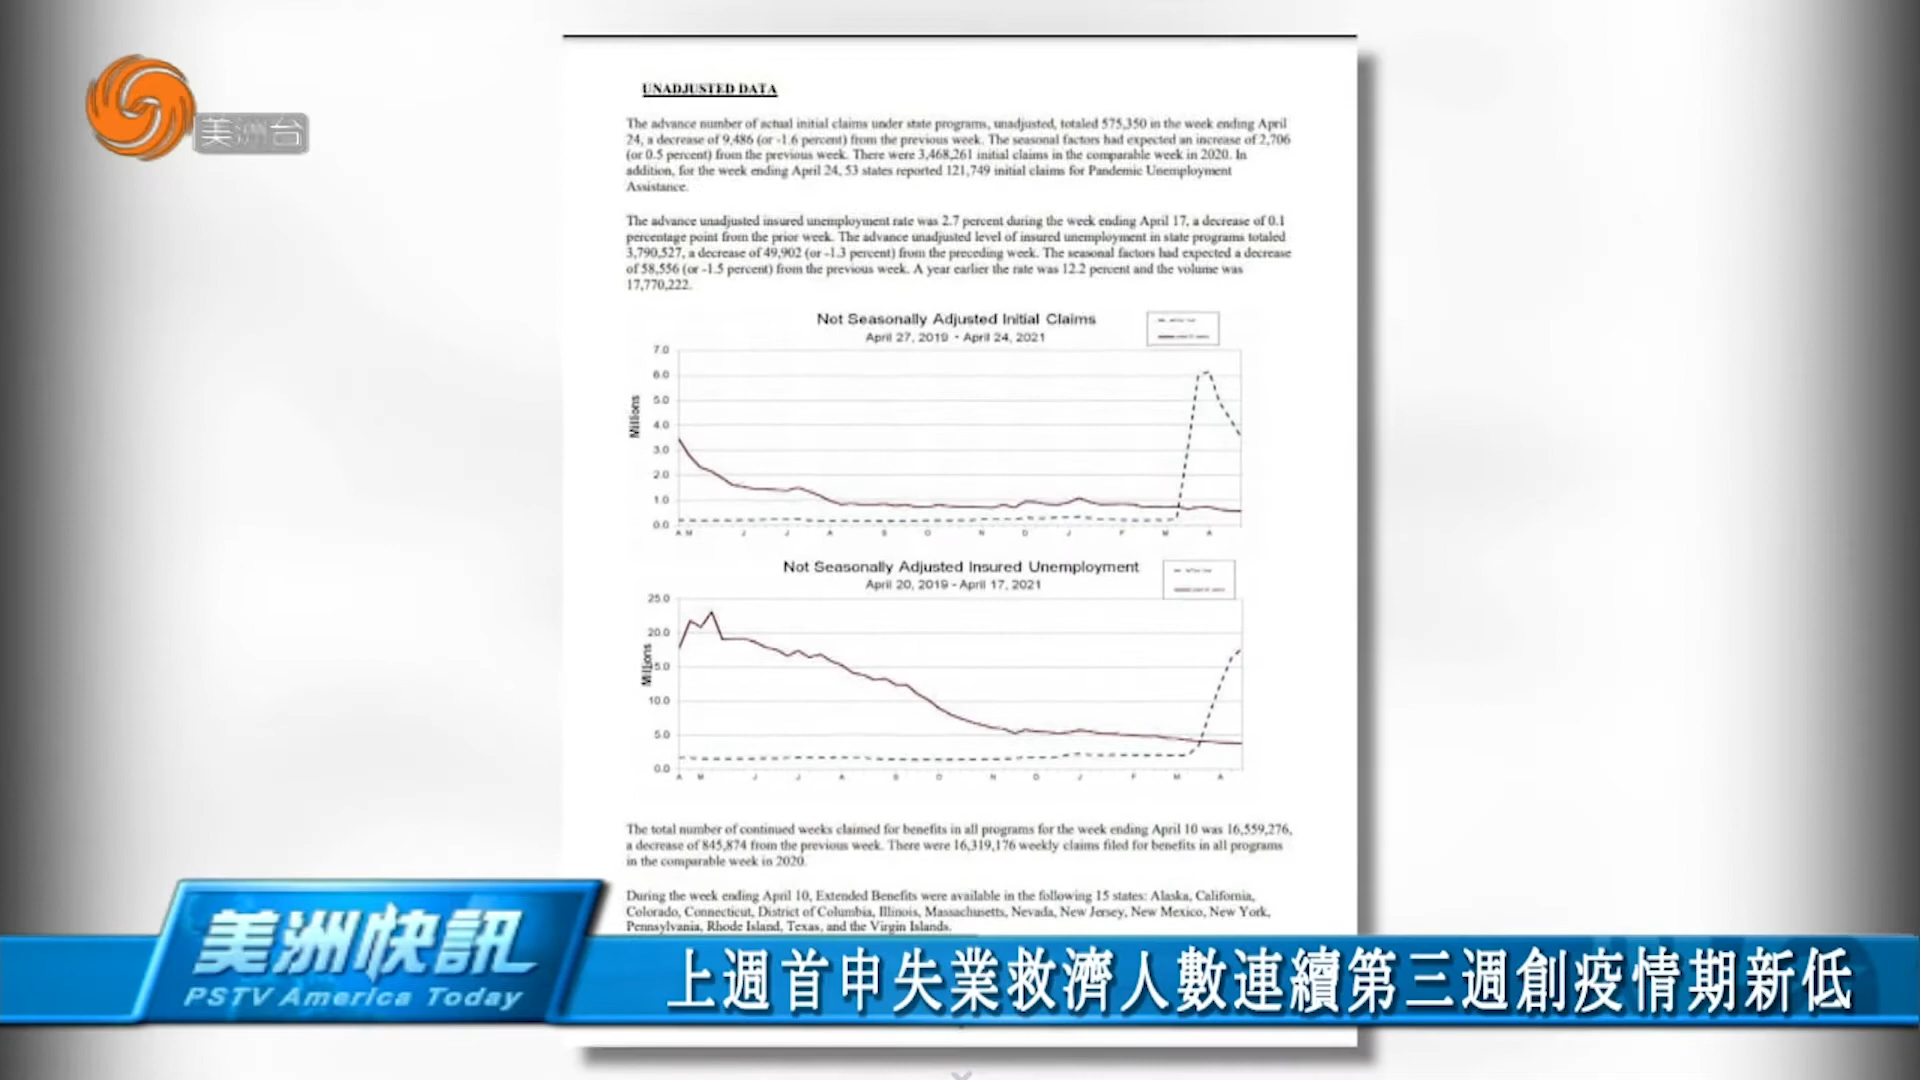 美洲台
UNADJUSTED DATA
The advance number of actual initial claims under state programs, unadjusted, totaled 575,350 in the week ending April
24, a decrease of 9,486 (or -1.6 percent) from the previous week. The seasonal factors had expected an increase of 2,706
(or 0.5 percent) from the previous week. There were 3,468,261 initial claims in the comparable week in 2020. In
addition, for the week ending April 24, 53 states reported 121,749 initial claims for Pandemic Unemployment
Assistance.
The advance unadjusted insured unemployment rate was 2.7 percent during the week ending April 17, a decrease of 0.1
percentage point from the prior week. The advance unadjusted level of insured unemployment in state programs totaled
3,790,527, a decrease of 49,902 (or -1.3 percent) from the preceding week. The seasonal factors had expected a decrease
of 58,556 (or -1.5 percent) from the previous week. A year earlier the rate was 12.2 percent and the volume was
17,770,222.
Not Seasonally Adjusted Initial Claims
April 27, 2019 - April 24, 2021
Millions
7.0
6.0
5.0
4.0
3.0
2.0
1.0
0.0
A M J J A S O N D J F M A
Not Seasonally Adjusted Insured Unemployment
April 20, 2019 - April 17, 2021
Millions
25.0
20.0
15.0
10.0
5.0
0.0
A M J J A S O N D J F M A
The total number of continued weeks claimed for benefits in all programs for the week ending April 10 was 16,559,276,
a decrease of 845,874 from the previous week. There were 16,319,176 weekly claims filed for benefits in all programs
in the comparable week in 2020.
During the week ending April 10, Extended Benefits were available in the following 15 states: Alaska, California,
Colorado, Connecticut, District of Columbia, Illinois, Massachusetts, Nevada, New Jersey, New Mexico, New York,
Pennsylvania, Rhode Island, Texas, and the Virgin Islands.
美洲快訊
PSTV America Today
上週首申失業救濟人數連續第三週創疫情期新低